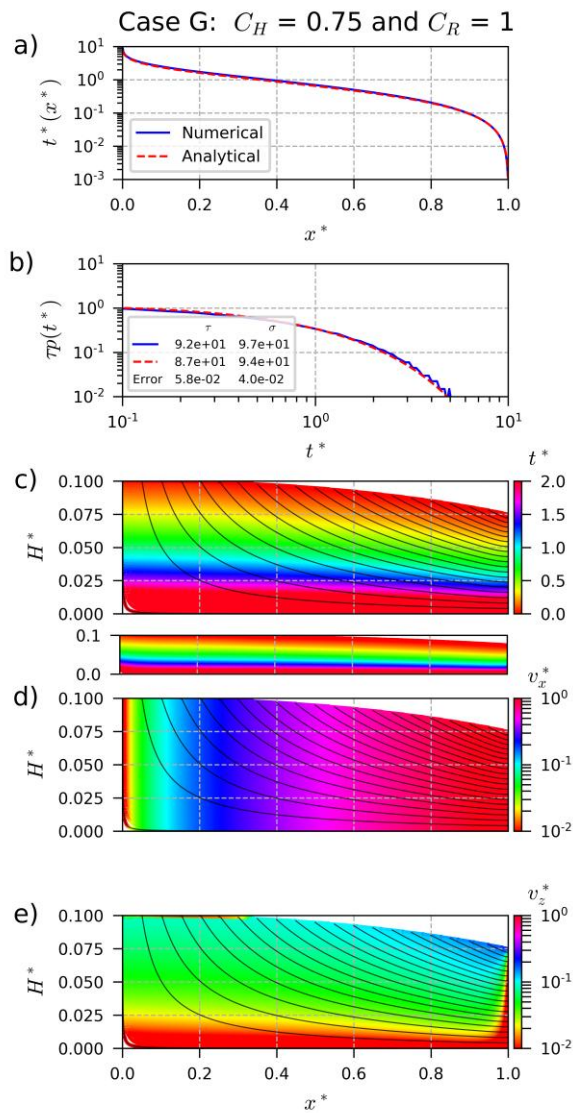 Case G: C_H = 0.75 and C_R = 1
a)
t*(x*)
10^1
10^0
10^-1
10^-2
10^-3
Numerical
Analytical
0.0 0.2 0.4 0.6 0.8 1.0
x*
b)
τp(t*)
10^1
10^0
10^-1
10^-2
τ σ
9.2e+01 9.7e+01
8.7e+01 9.4e+01
Error 5.8e-02 4.0e-02
10^-1 10^0 10^1
t*
c)
t*
H*
0.100
0.075
0.050
0.025
0.000
2.0
1.5
1.0
0.5
0.0
0.1
0.0
d)
v_x*
H*
0.100
0.075
0.050
0.025
0.000
10^0
10^-1
10^-2
e)
v_z*
H*
0.100
0.075
0.050
0.025
0.000
10^0
10^-1
10^-2
0.0 0.2 0.4 0.6 0.8 1.0
x*